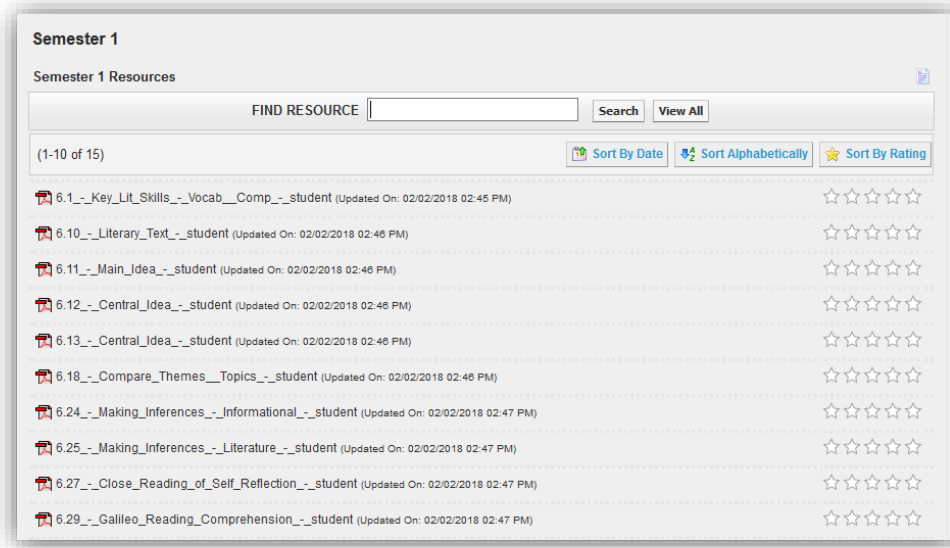 Semester 1
Semester 1 Resources
FIND RESOURCE Search View All
(1-10 of 15) Sort By Date Sort Alphabetically Sort By Rating
6.1_-_Key_Lit_Skills_-_Vocab__Comp_-_student (Updated On: 02/02/2018 02:45 PM)
6.10_-_Literary_Text_-_student (Updated On: 02/02/2018 02:46 PM)
6.11_-_Main_Idea_-_student (Updated On: 02/02/2018 02:46 PM)
6.12_-_Central_Idea_-_student (Updated On: 02/02/2018 02:46 PM)
6.13_-_Central_Idea_-_student (Updated On: 02/02/2018 02:46 PM)
6.18_-_Compare_Themes__Topics_-_student (Updated On: 02/02/2018 02:46 PM)
6.24_-_Making_Inferences_-_Informational_-_student (Updated On: 02/02/2018 02:47 PM)
6.25_-_Making_Inferences_-_Literature_-_student (Updated On: 02/02/2018 02:47 PM)
6.27_-_Close_Reading_of_Self_Reflection_-_student (Updated On: 02/02/2018 02:47 PM)
6.29_-_Galileo_Reading_Comprehension_-_student (Updated On: 02/02/2018 02:47 PM)